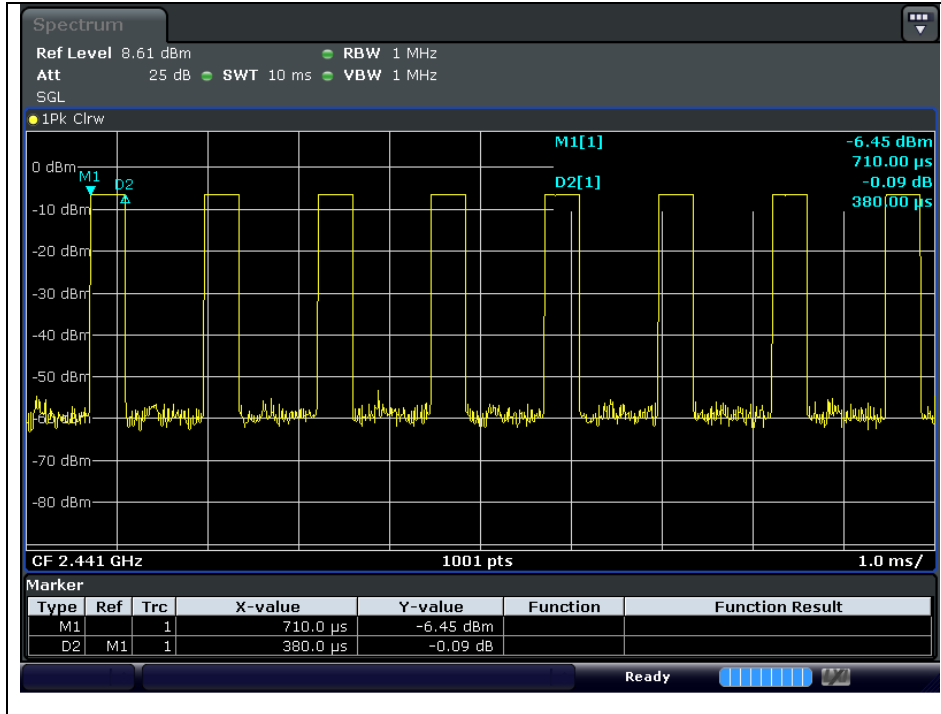 Spectrum
Ref Level 8.61 dBm RBW 1 MHz
Att 25 dB SWT 10 ms VBW 1 MHz
SGL
1Pk Clrw
M1[1] -6.45 dBm
710.00 µs
D2[1] -0.09 dB
380.00 µs
0 dBm
M1
D2
-10 dBm
-20 dBm
-30 dBm
-40 dBm
-50 dBm
-60 dBm
-70 dBm
-80 dBm
CF 2.441 GHz 1001 pts 1.0 ms/
Marker
Type Ref Trc X-value Y-value Function Function Result
M1 1 710.0 µs -6.45 dBm
D2 M1 1 380.0 µs -0.09 dB
Ready